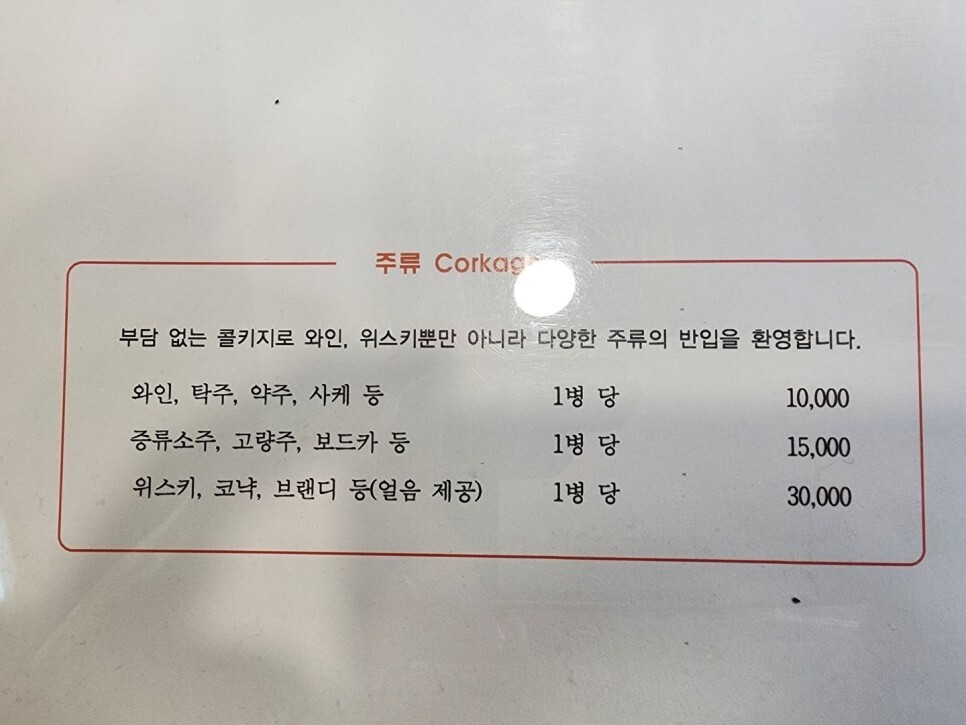 주류
부담 없는 콜키지로 와인, 위스키뿐만 아니라 다양한 주류의 반입을 환영합니다.
와인, 탁주, 약주, 사케 등 1병 당 10,000
증류소주, 고량주, 보드카 등 1병 당 15,000
위스키, 코냑, 브랜디 등(얼음 제공) 1병 당 30,000